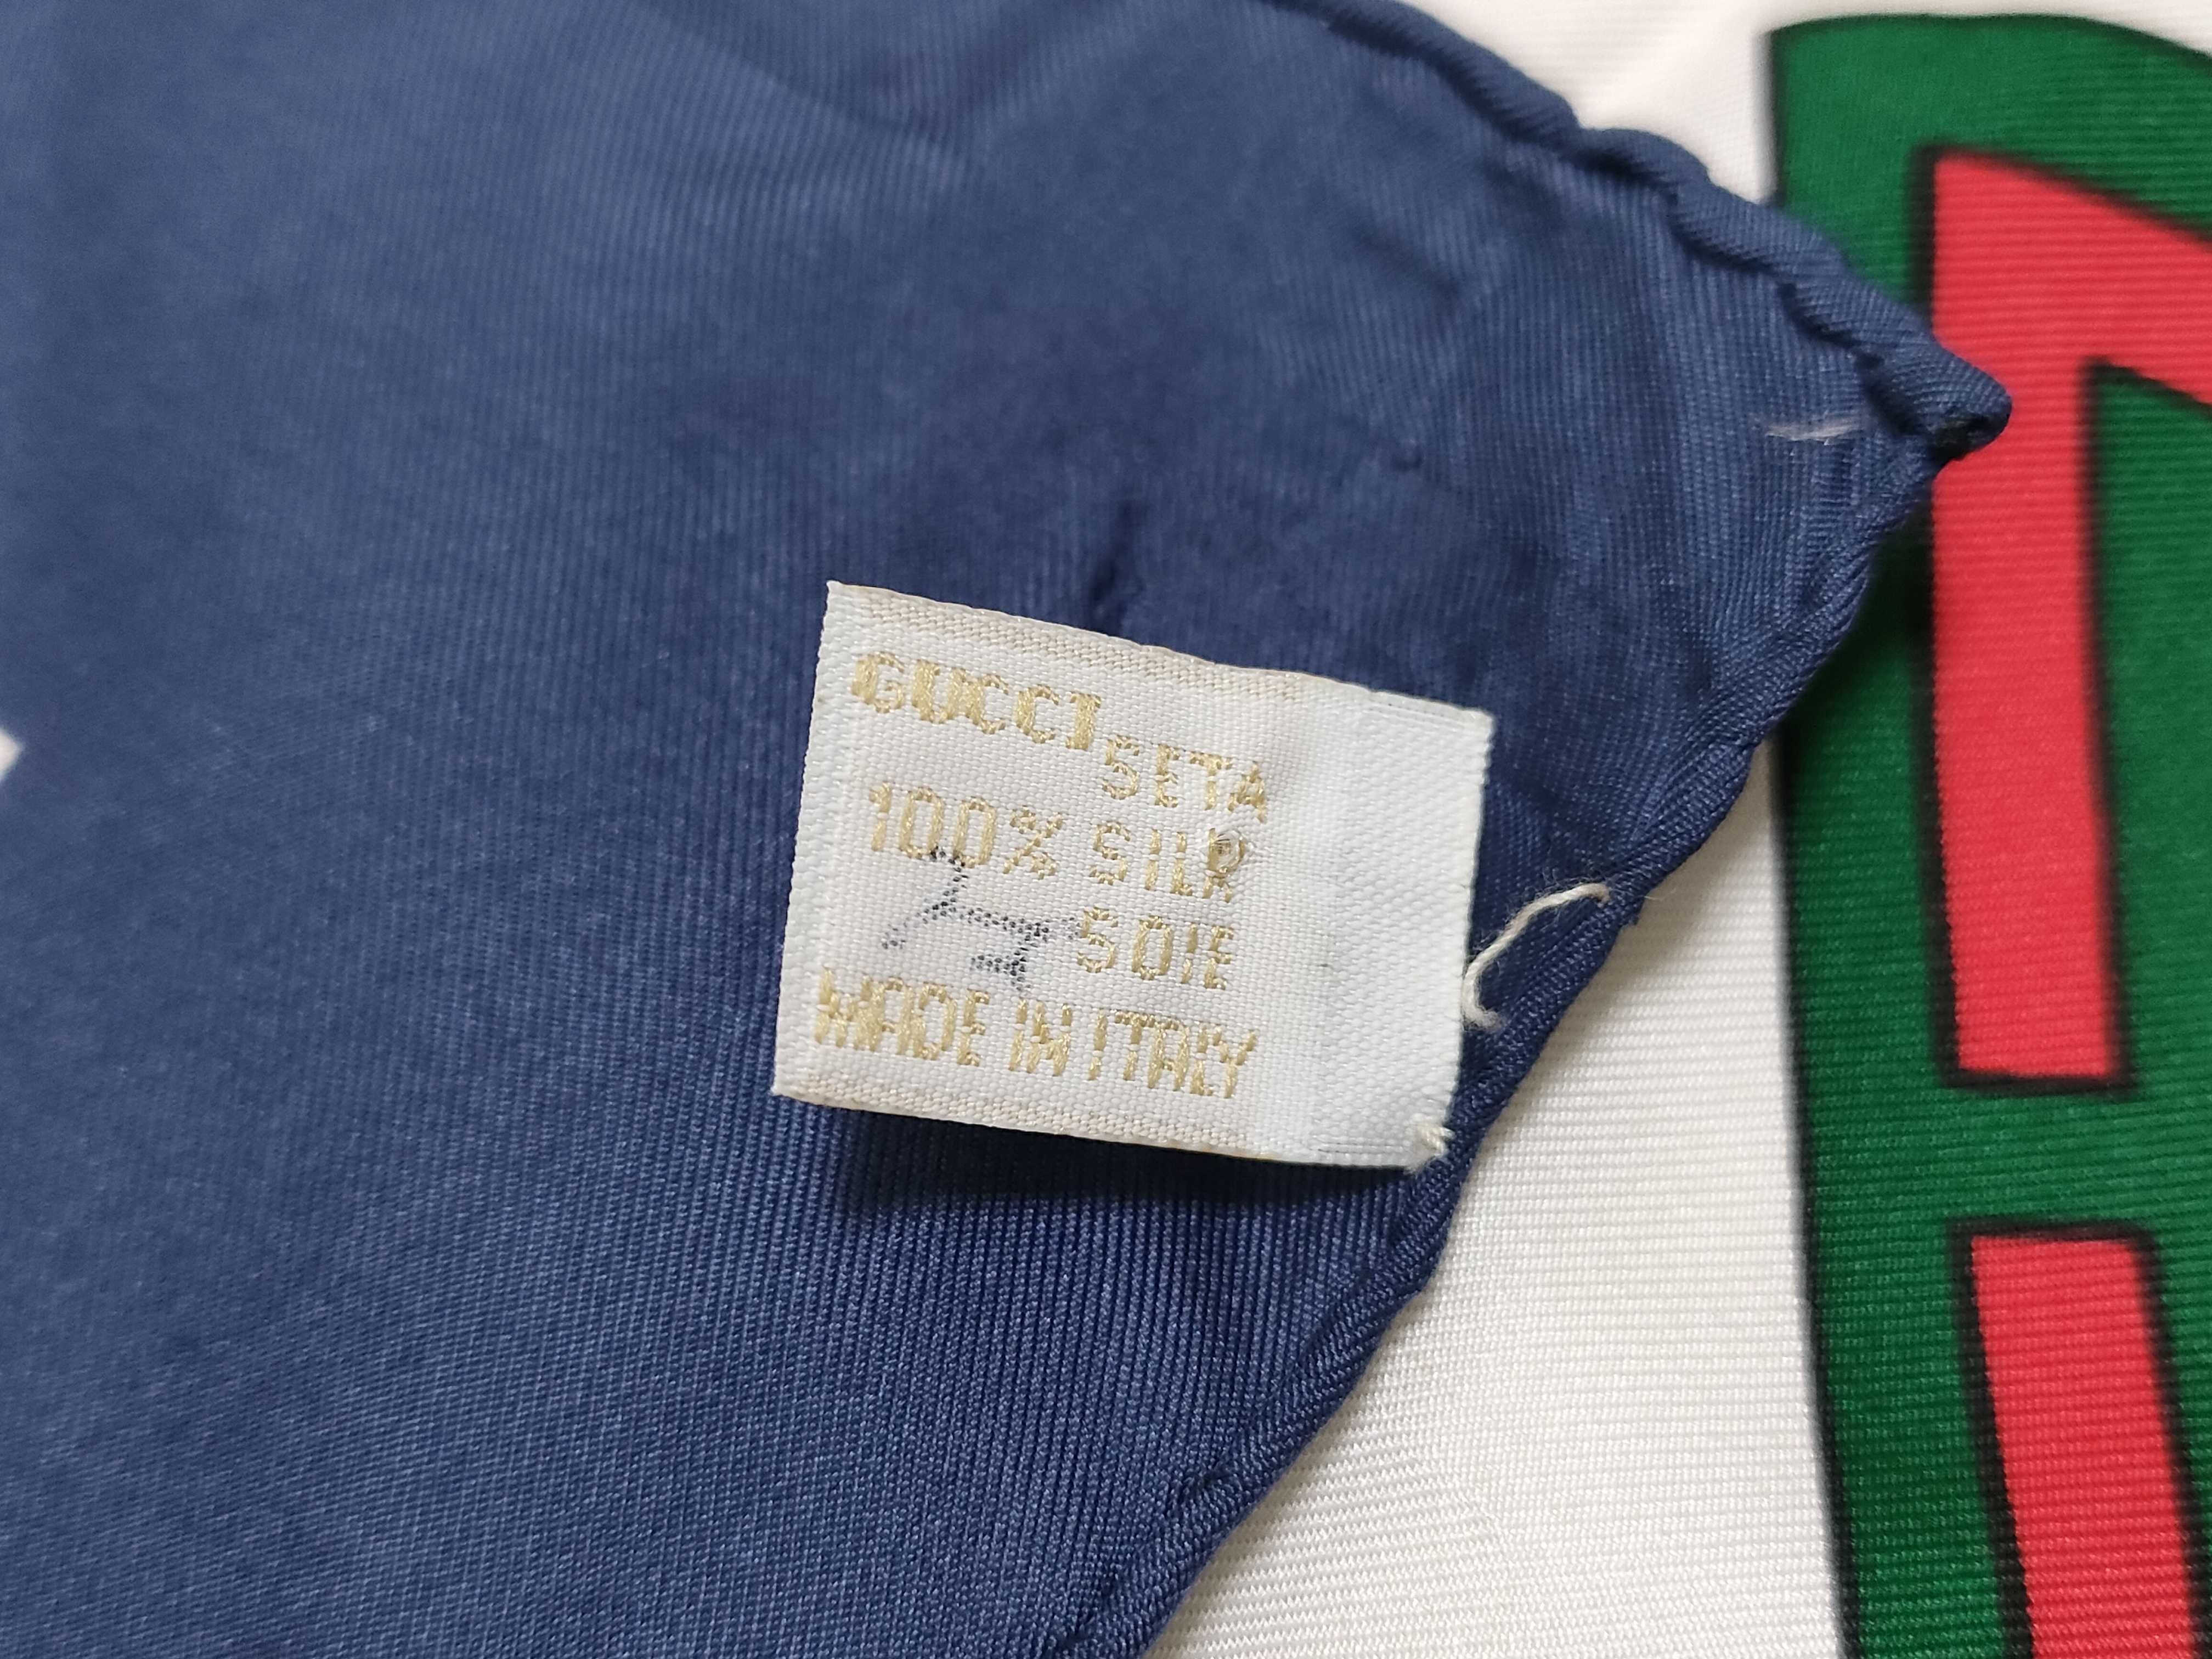 GUCCI SETA
100% SILK
SOIE
MADE IN ITALY